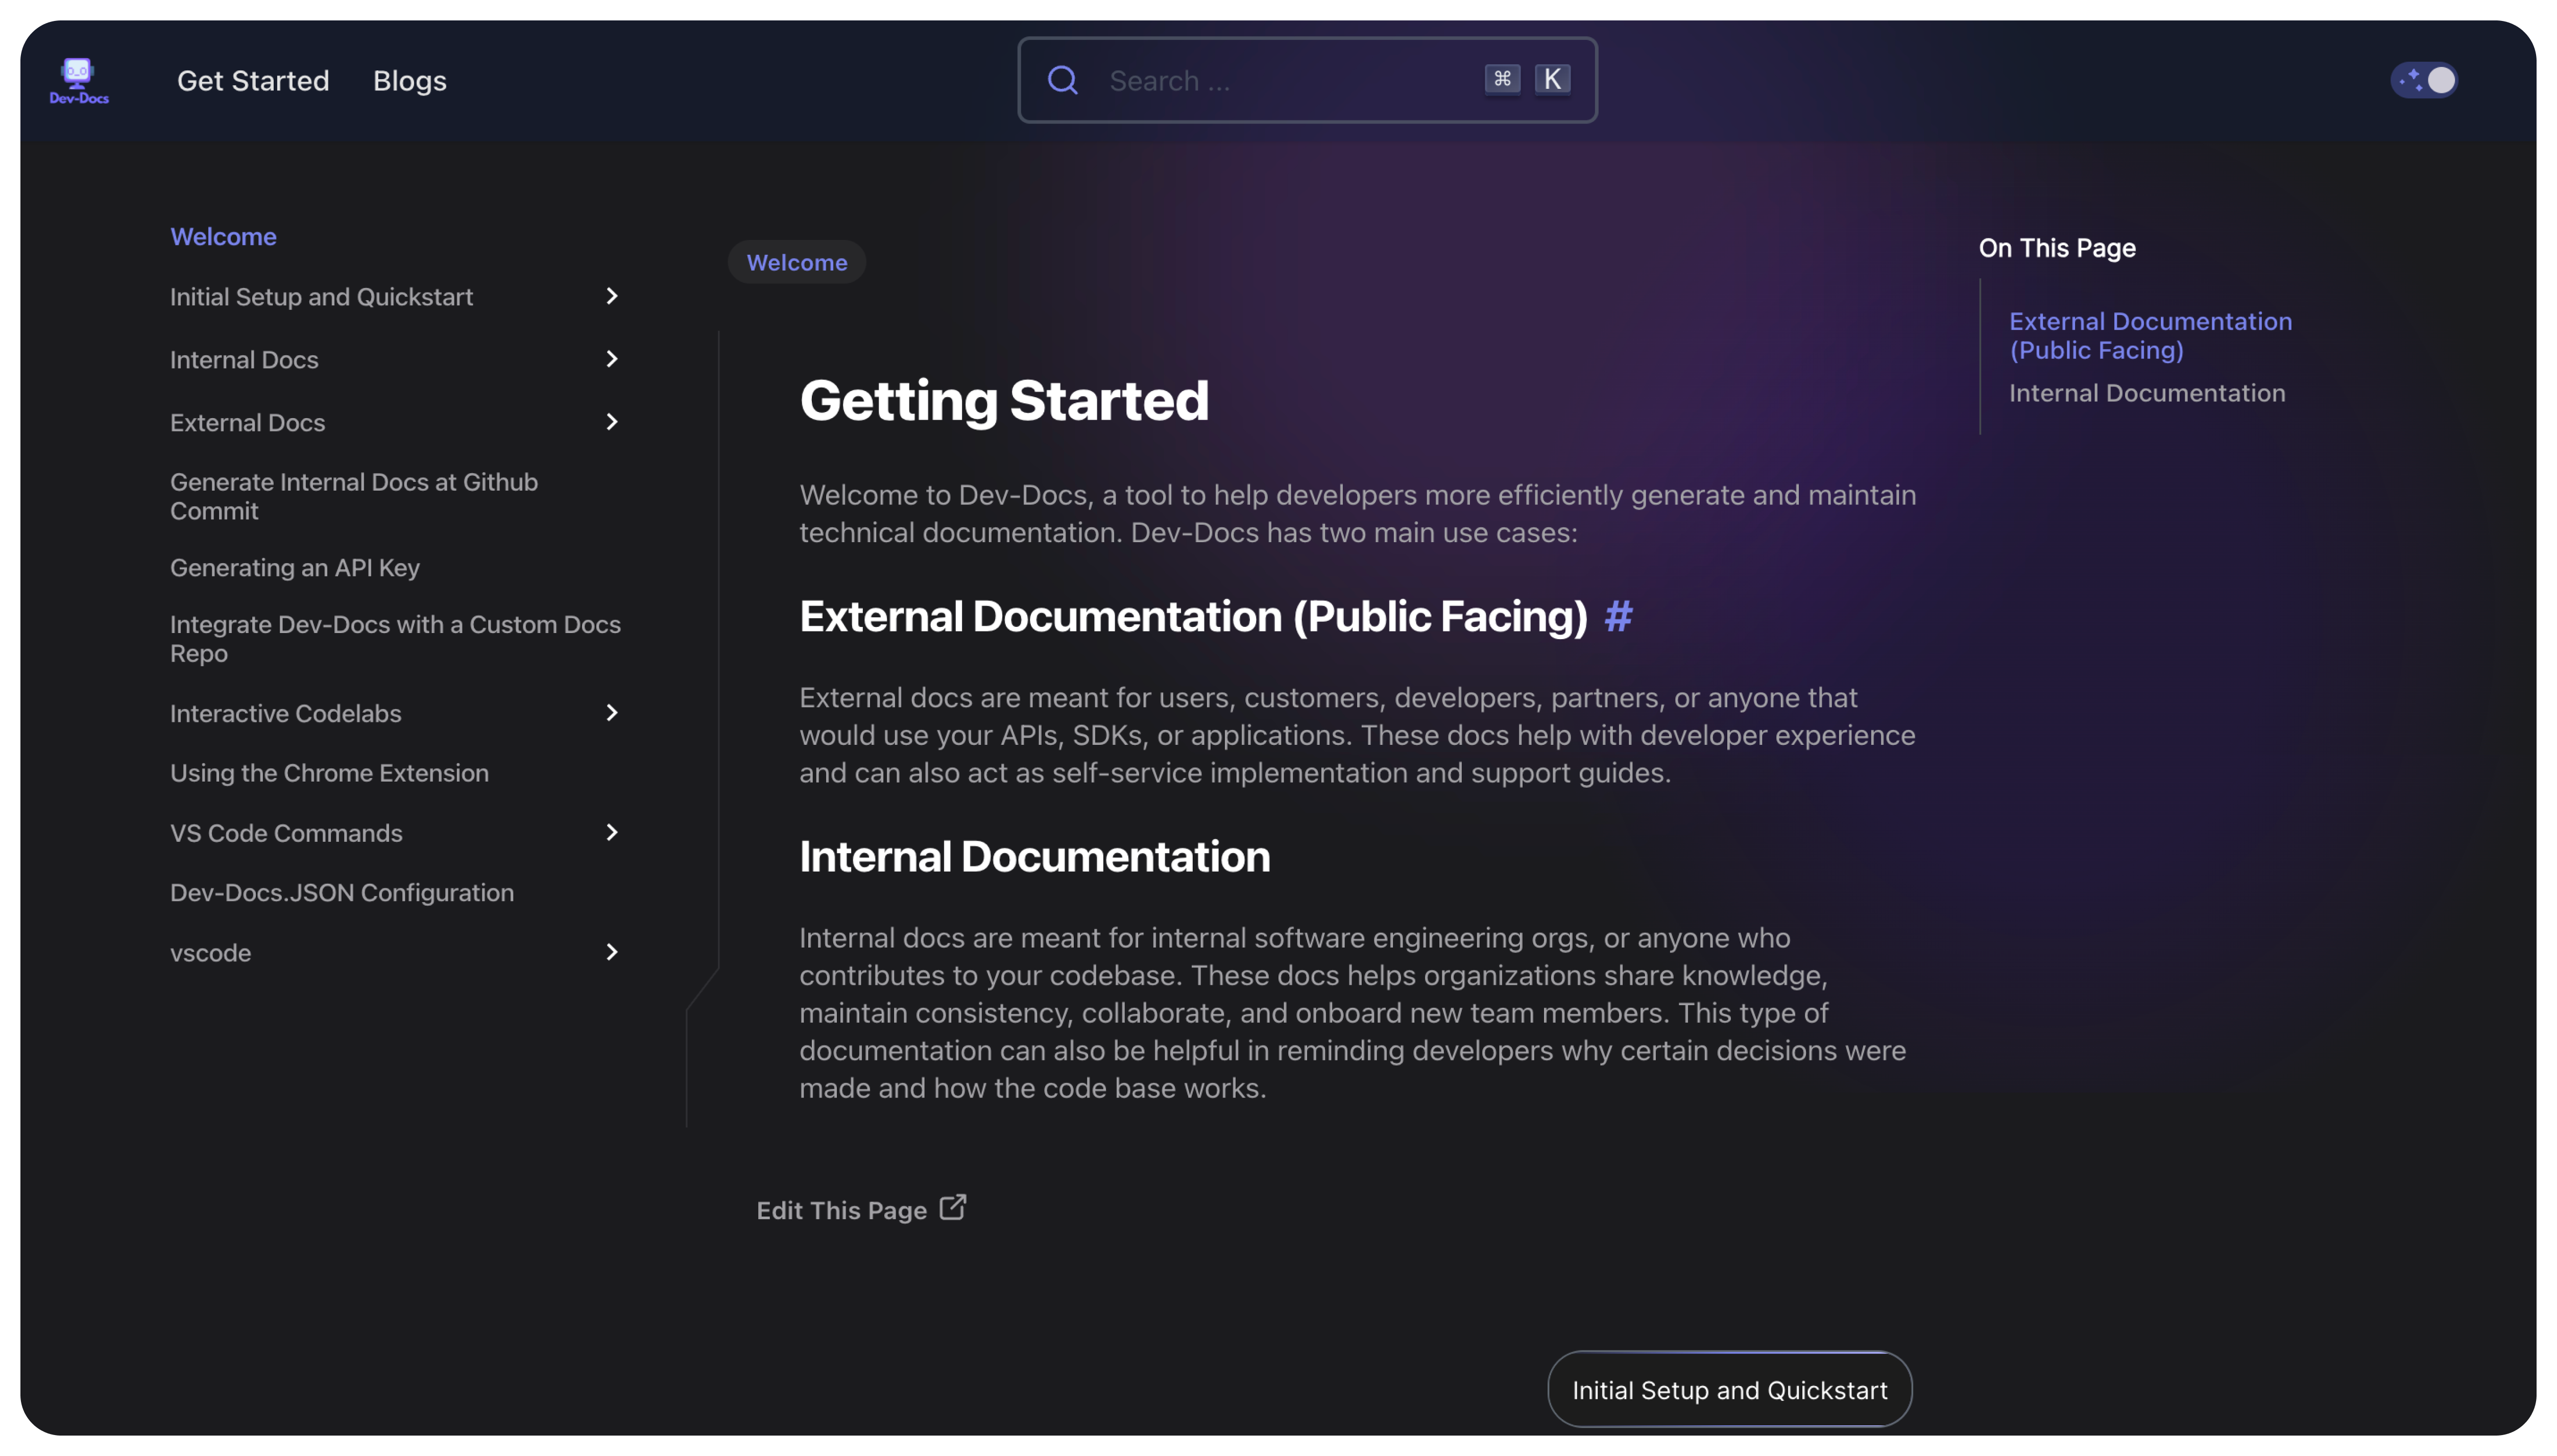 Dev-Docs
Get Started
Blogs
Search ...
⌘ K
Welcome
Initial Setup and Quickstart
Internal Docs
External Docs
Generate Internal Docs at Github
Commit
Generating an API Key
Integrate Dev-Docs with a Custom Docs
Repo
Interactive Codelabs
Using the Chrome Extension
VS Code Commands
Dev-Docs.JSON Configuration
vscode
Welcome
Getting Started
Welcome to Dev-Docs, a tool to help developers more efficiently generate and maintain
technical documentation. Dev-Docs has two main use cases:
External Documentation (Public Facing) #
External docs are meant for users, customers, developers, partners, or anyone that
would use your APIs, SDKs, or applications. These docs help with developer experience
and can also act as self-service implementation and support guides.
Internal Documentation
Internal docs are meant for internal software engineering orgs, or anyone who
contributes to your codebase. These docs helps organizations share knowledge,
maintain consistency, collaborate, and onboard new team members. This type of
documentation can also be helpful in reminding developers why certain decisions were
made and how the code base works.
Edit This Page
Initial Setup and Quickstart
On This Page
External Documentation
(Public Facing)
Internal Documentation